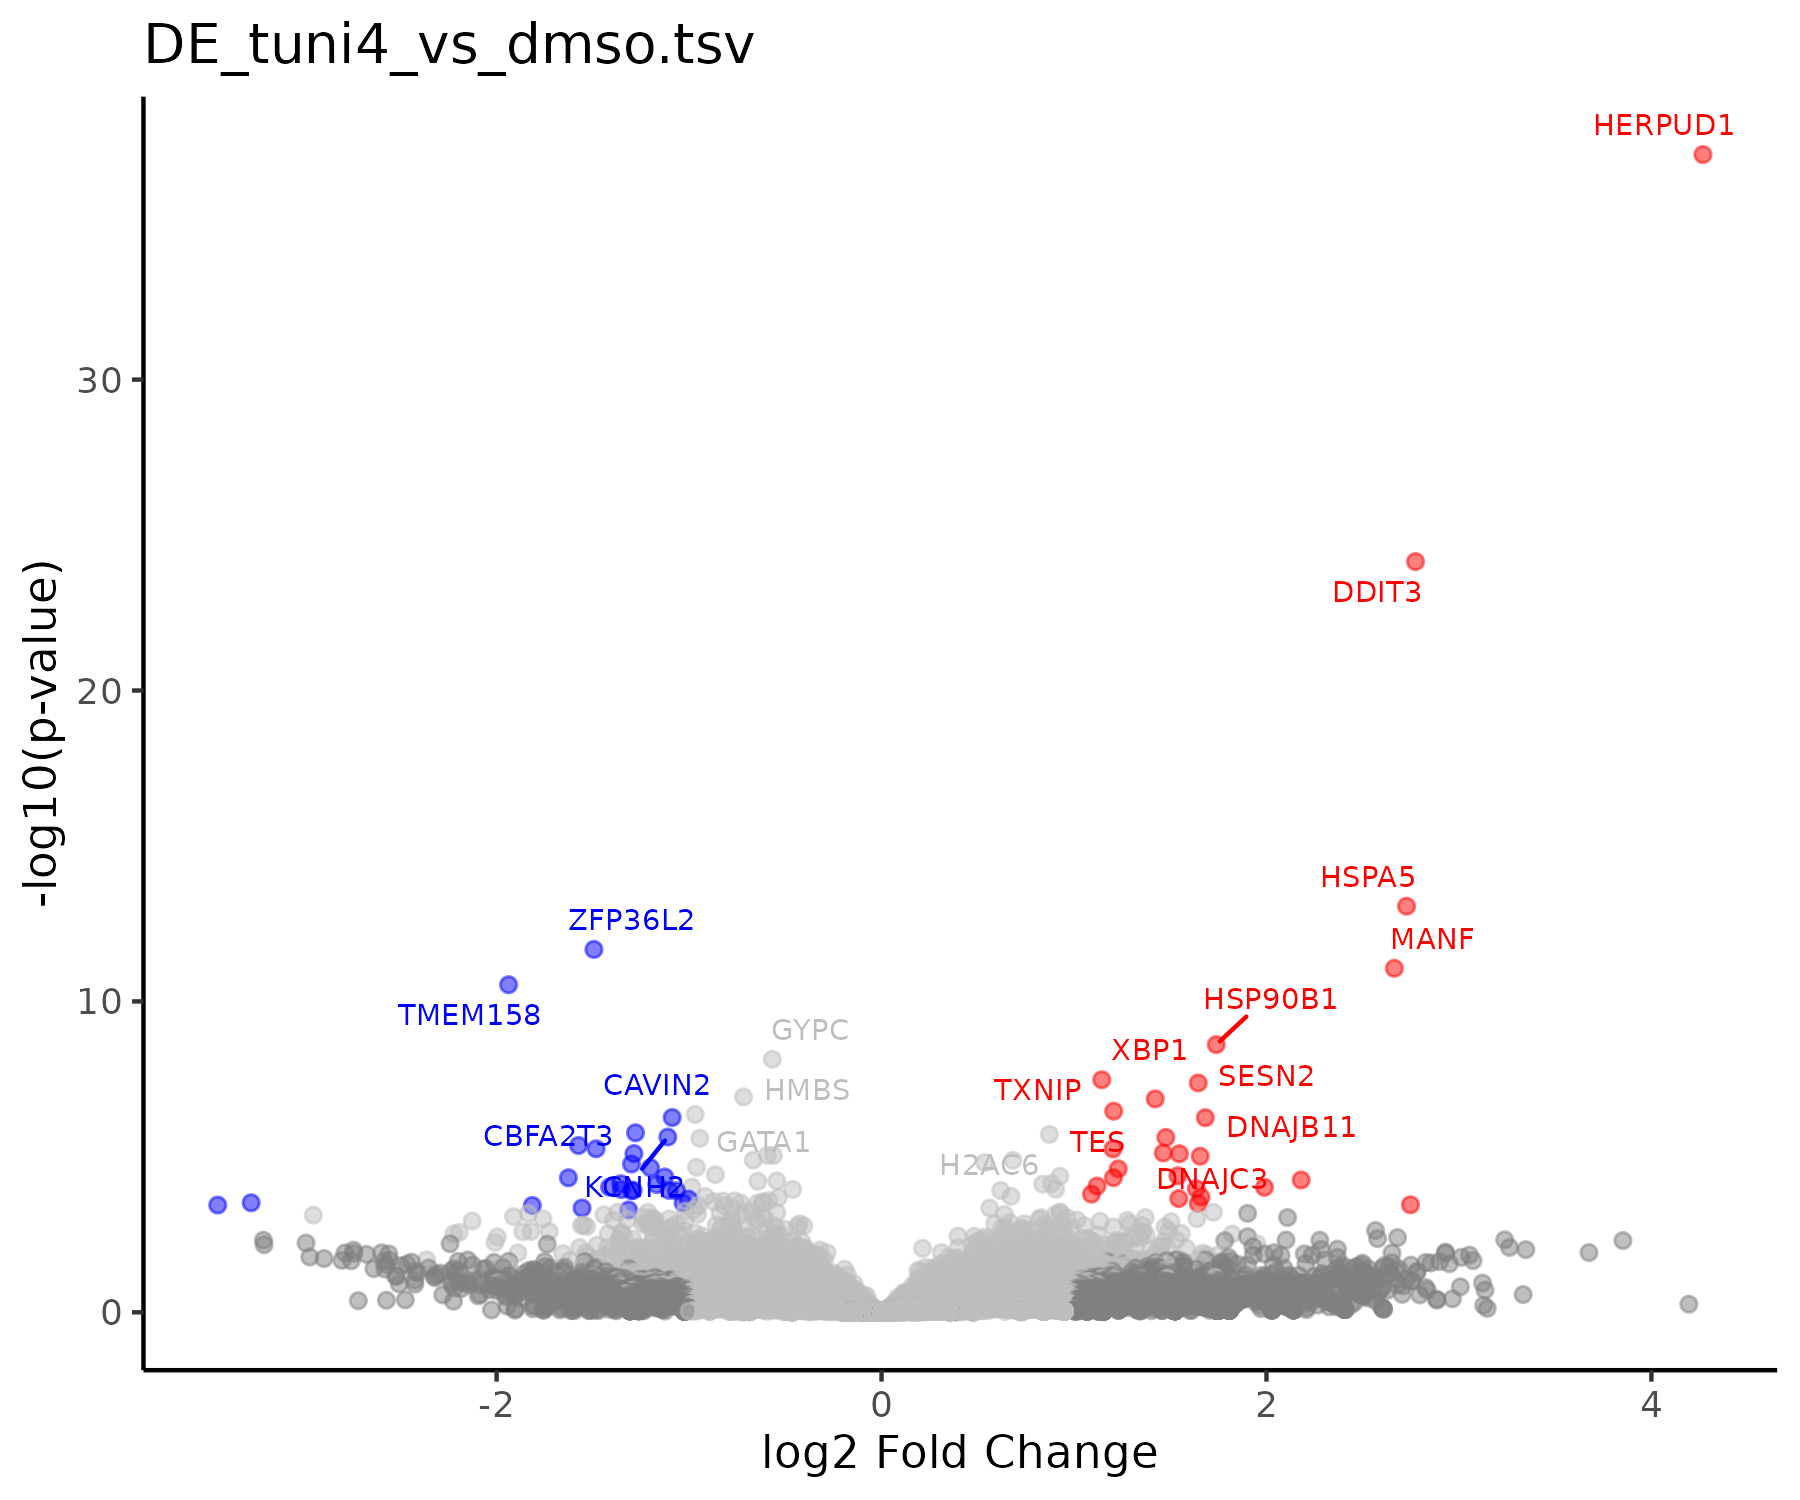 DE_tuni4_vs_dmso.tsv
HERPUD1
30
DDIT3
20
-log10(p-value)
HSPA5
ZFP36L2
MANF
10
TMEM158
HSP90B1
GYPC
XBP1
SESN2
CAVIN2
HMBS
TXNIP
DNAJB11
CBFA2T3
GATA1
TES
H2AC6
DNAJC3
KCNH2
0
-2
0
2
4
log2 Fold Change